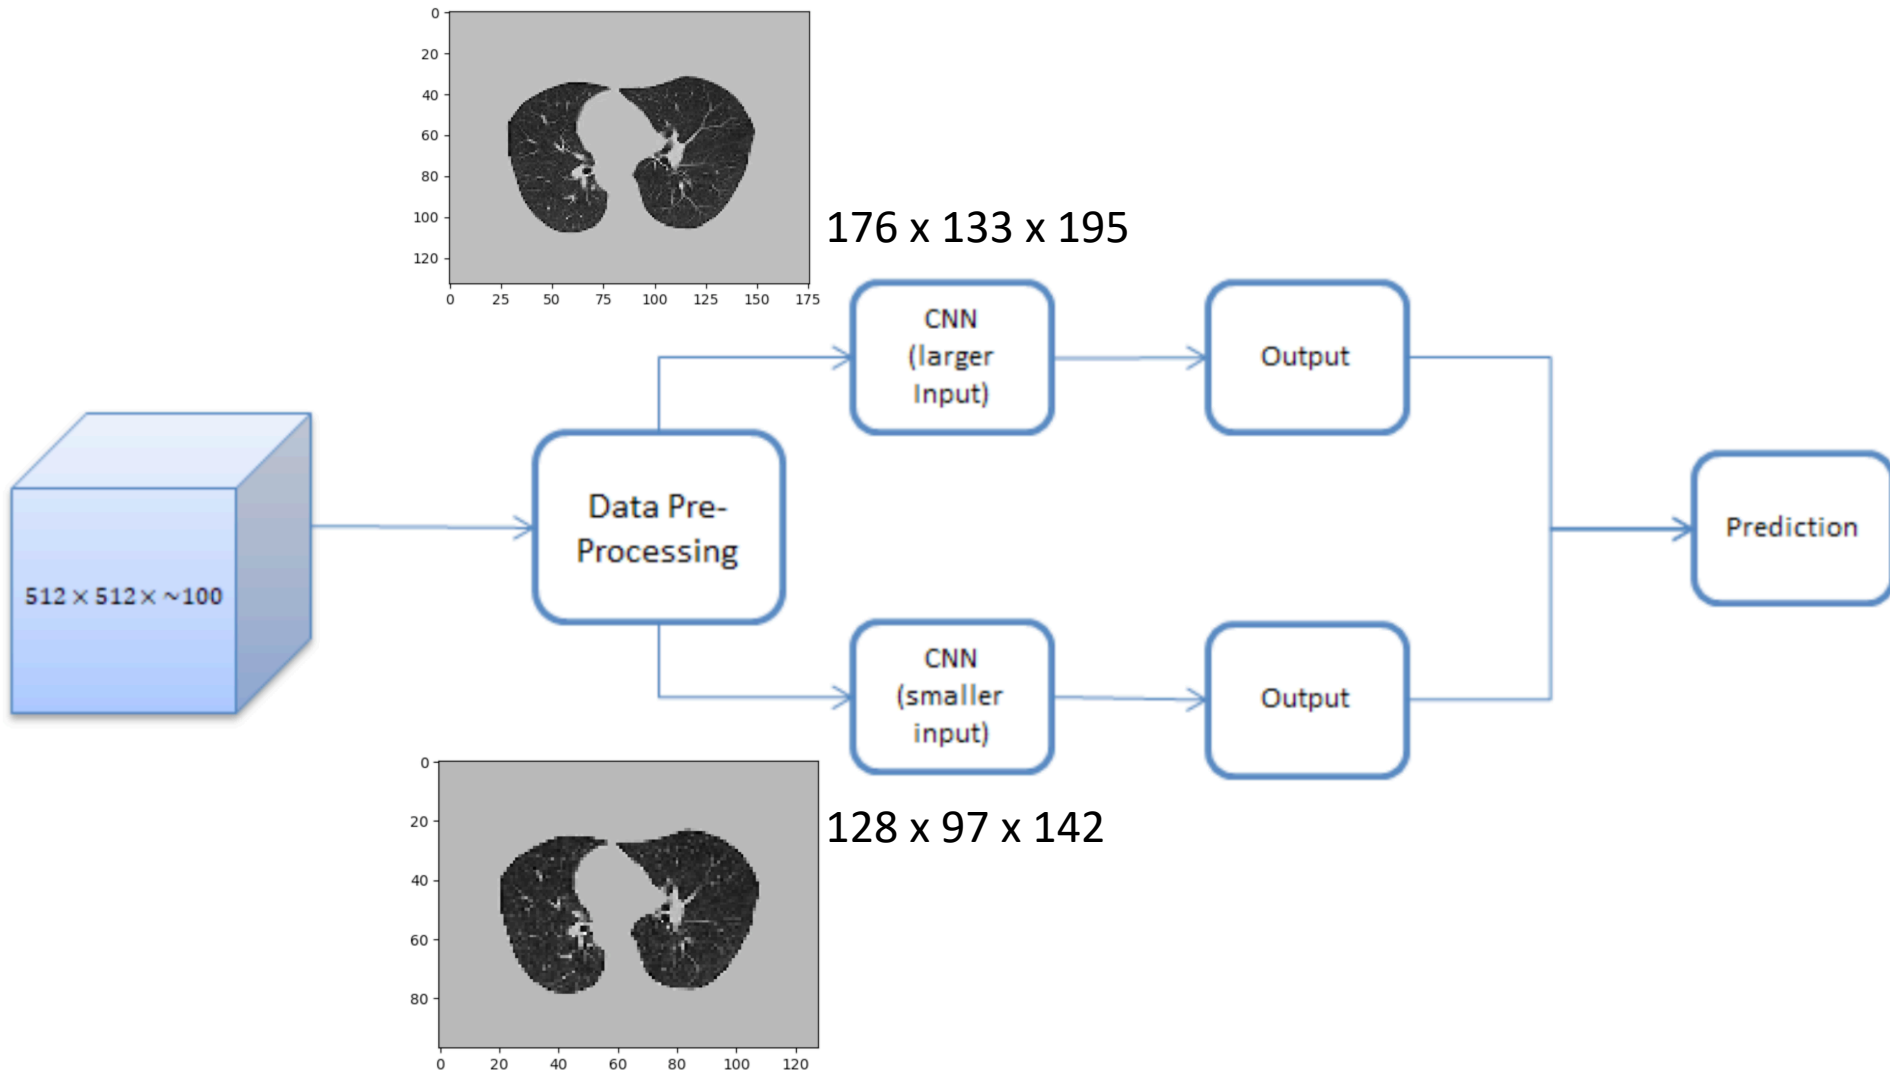 0
20
40
60
80
100
120
0 25 50 75 100 125 150 175
176 x 133 x 195
CNN
(larger
Input)
Output
512 × 512 × ~100
Data Pre-
Processing
Prediction
CNN
(smaller
input)
Output
0
20
40
60
80
0 20 40 60 80 100 120
128 x 97 x 142